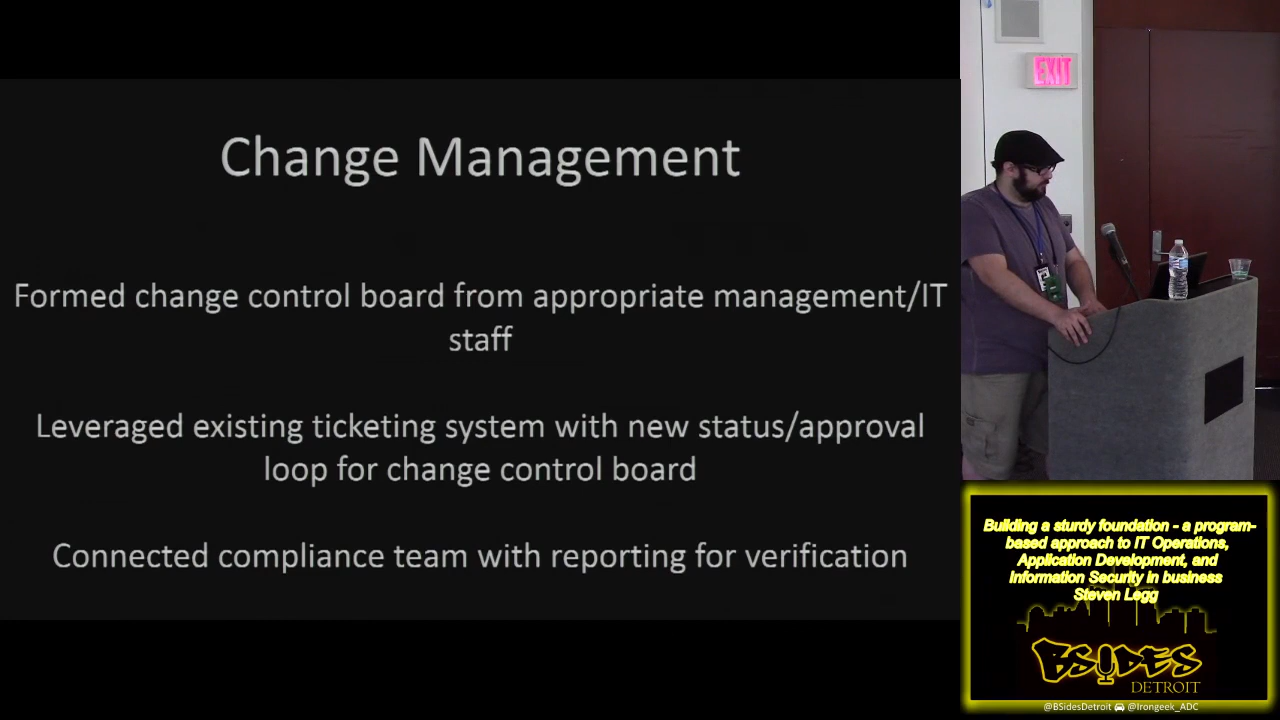 Change Management
Formed change control board from appropriate management/IT
staff
Leveraged existing ticketing system with new status/approval
loop for change control board
Connected compliance team with reporting for verification
EXIT
Building a sturdy foundation - a program-
based approach to IT Operations,
Application Development, and
Information Security in business
Steven Legg
BSIDES
DETROIT
@BSidesDetroit @Irongeek_ADC